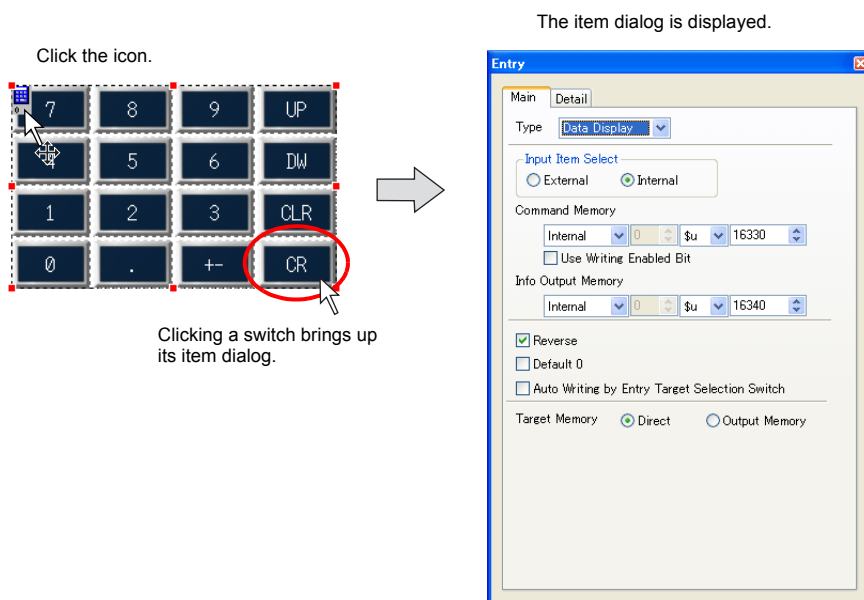 The item dialog is displayed.
Click the icon.
7 8 9 UP
4 5 6 DW
1 2 3 CLR
0 . +- CR
Clicking a switch brings up
its item dialog.
Entry
Main Detail
Type Data Display
Input Item Select
External Internal
Command Memory
Internal 0 $u 16330
Use Writing Enabled Bit
Info Output Memory
Internal 0 $u 16340
Reverse
Default 0
Auto Writing by Entry Target Selection Switch
Target Memory Direct Output Memory